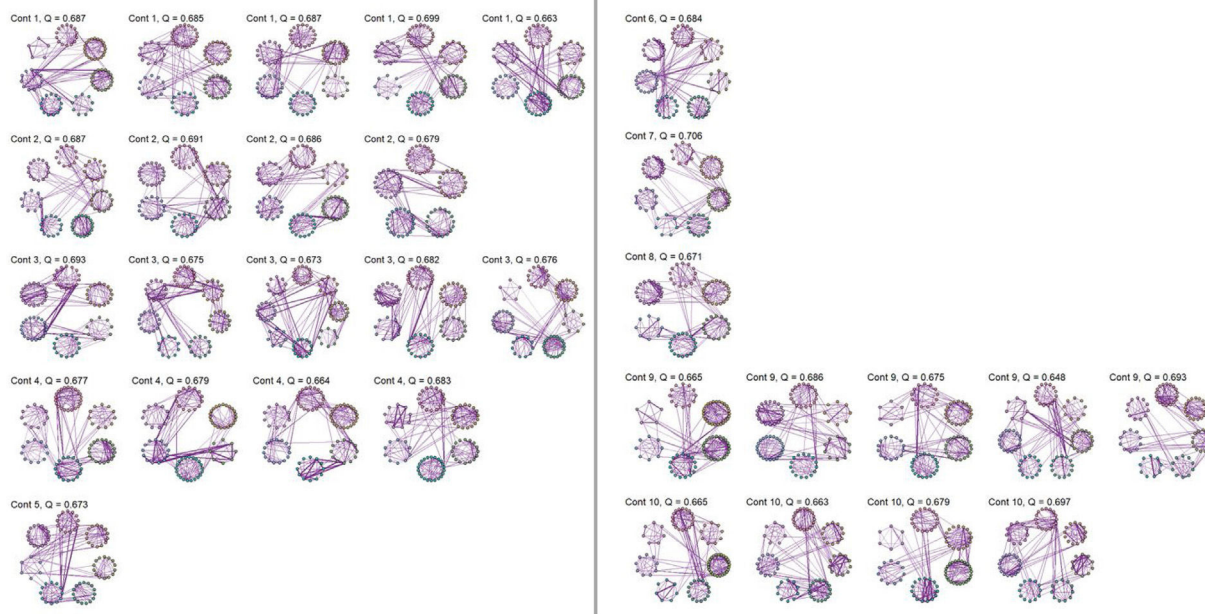 Cont 1, Q = 0.687
Cont 1, Q = 0.685
Cont 1, Q = 0.687
Cont 1, Q = 0.699
Cont 1, Q = 0.663
Cont 2, Q = 0.687
Cont 2, Q = 0.691
Cont 2, Q = 0.686
Cont 2, Q = 0.679
Cont 3, Q = 0.693
Cont 3, Q = 0.675
Cont 3, Q = 0.673
Cont 3, Q = 0.682
Cont 3, Q = 0.676
Cont 4, Q = 0.677
Cont 4, Q = 0.679
Cont 4, Q = 0.664
Cont 4, Q = 0.683
Cont 5, Q = 0.673
Cont 6, Q = 0.684
Cont 7, Q = 0.706
Cont 8, Q = 0.671
Cont 9, Q = 0.665
Cont 9, Q = 0.686
Cont 9, Q = 0.675
Cont 9, Q = 0.648
Cont 9, Q = 0.693
Cont 10, Q = 0.665
Cont 10, Q = 0.663
Cont 10, Q = 0.679
Cont 10, Q = 0.697